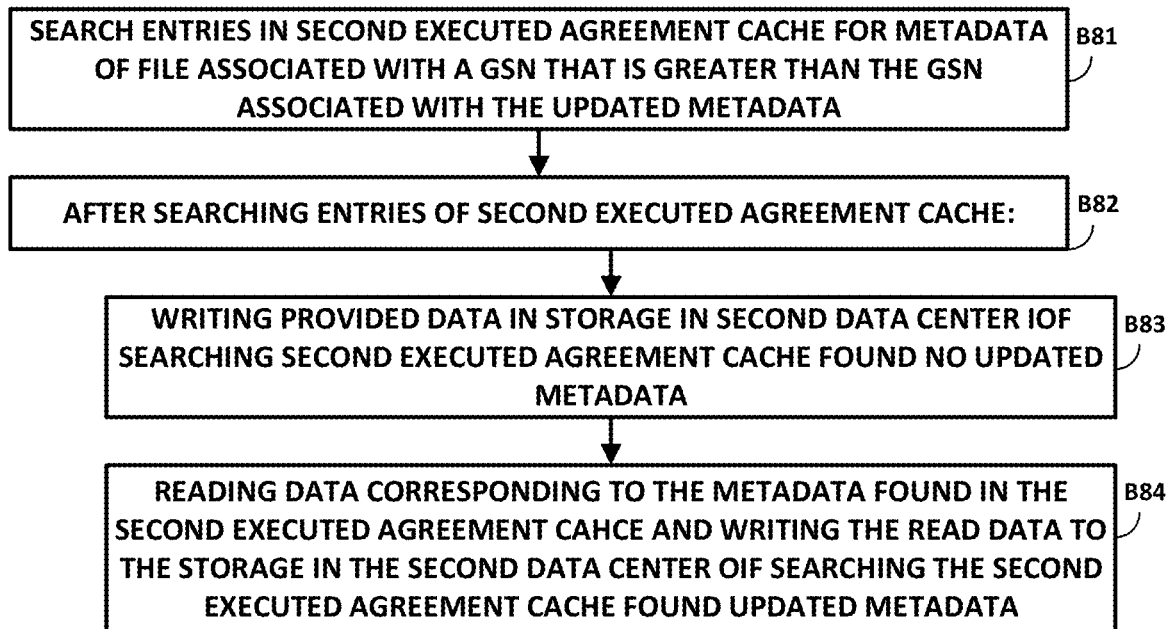 SEARCH ENTRIES IN SECOND EXECUTED AGREEMENT CACHE FOR METADATA
OF FILE ASSOCIATED WITH A GSN THAT IS GREATER THAN THE GSN
ASSOCIATED WITH THE UPDATED METADATA
B81
AFTER SEARCHING ENTRIES OF SECOND EXECUTED AGREEMENT CACHE:
B82
WRITING PROVIDED DATA IN STORAGE IN SECOND DATA CENTER IOF
SEARCHING SECOND EXECUTED AGREEMENT CACHE FOUND NO UPDATED
METADATA
B83
READING DATA CORRESPONDING TO THE METADATA FOUND IN THE
SECOND EXECUTED AGREEMENT CAHCE AND WRITING THE READ DATA TO
THE STORAGE IN THE SECOND DATA CENTER OIF SEARCHING THE SECOND
EXECUTED AGREEMENT CACHE FOUND UPDATED METADATA
B84